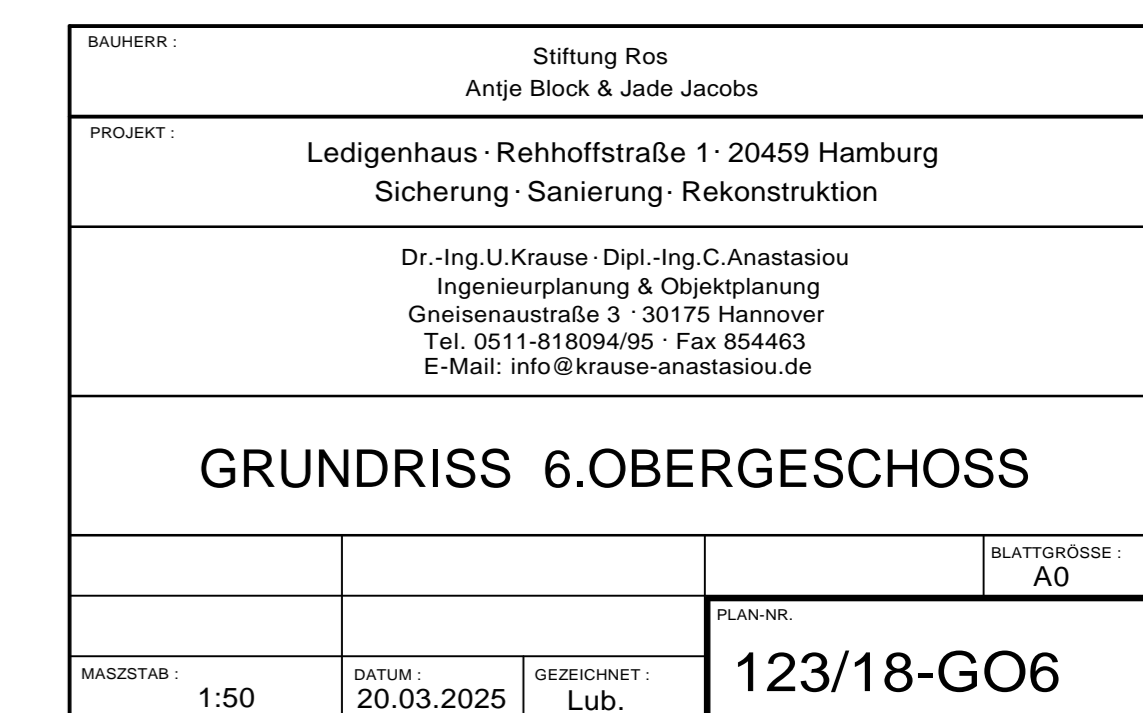 BAUHERR :
Stiftung Ros
Antje Block & Jade Jacobs
PROJEKT :
Ledigenhaus · Rehhoffstraße 1 · 20459 Hamburg
Sicherung · Sanierung · Rekonstruktion
Dr.-Ing.U.Krause · Dipl.-Ing.C.Anastasiou
Ingenieurplanung & Objektplanung
Gneisenaustraße 3 · 30175 Hannover
Tel. 0511-818094/95 · Fax 854463
E-Mail: info@krause-anastasiou.de
GRUNDRISS 6.OBERGESCHOSS
BLATTGRÖSSE :
A0
PLAN-NR.
123/18-GO6
MASZSTAB :
1:50
DATUM :
20.03.2025
GEZEICHNET :
Lub.